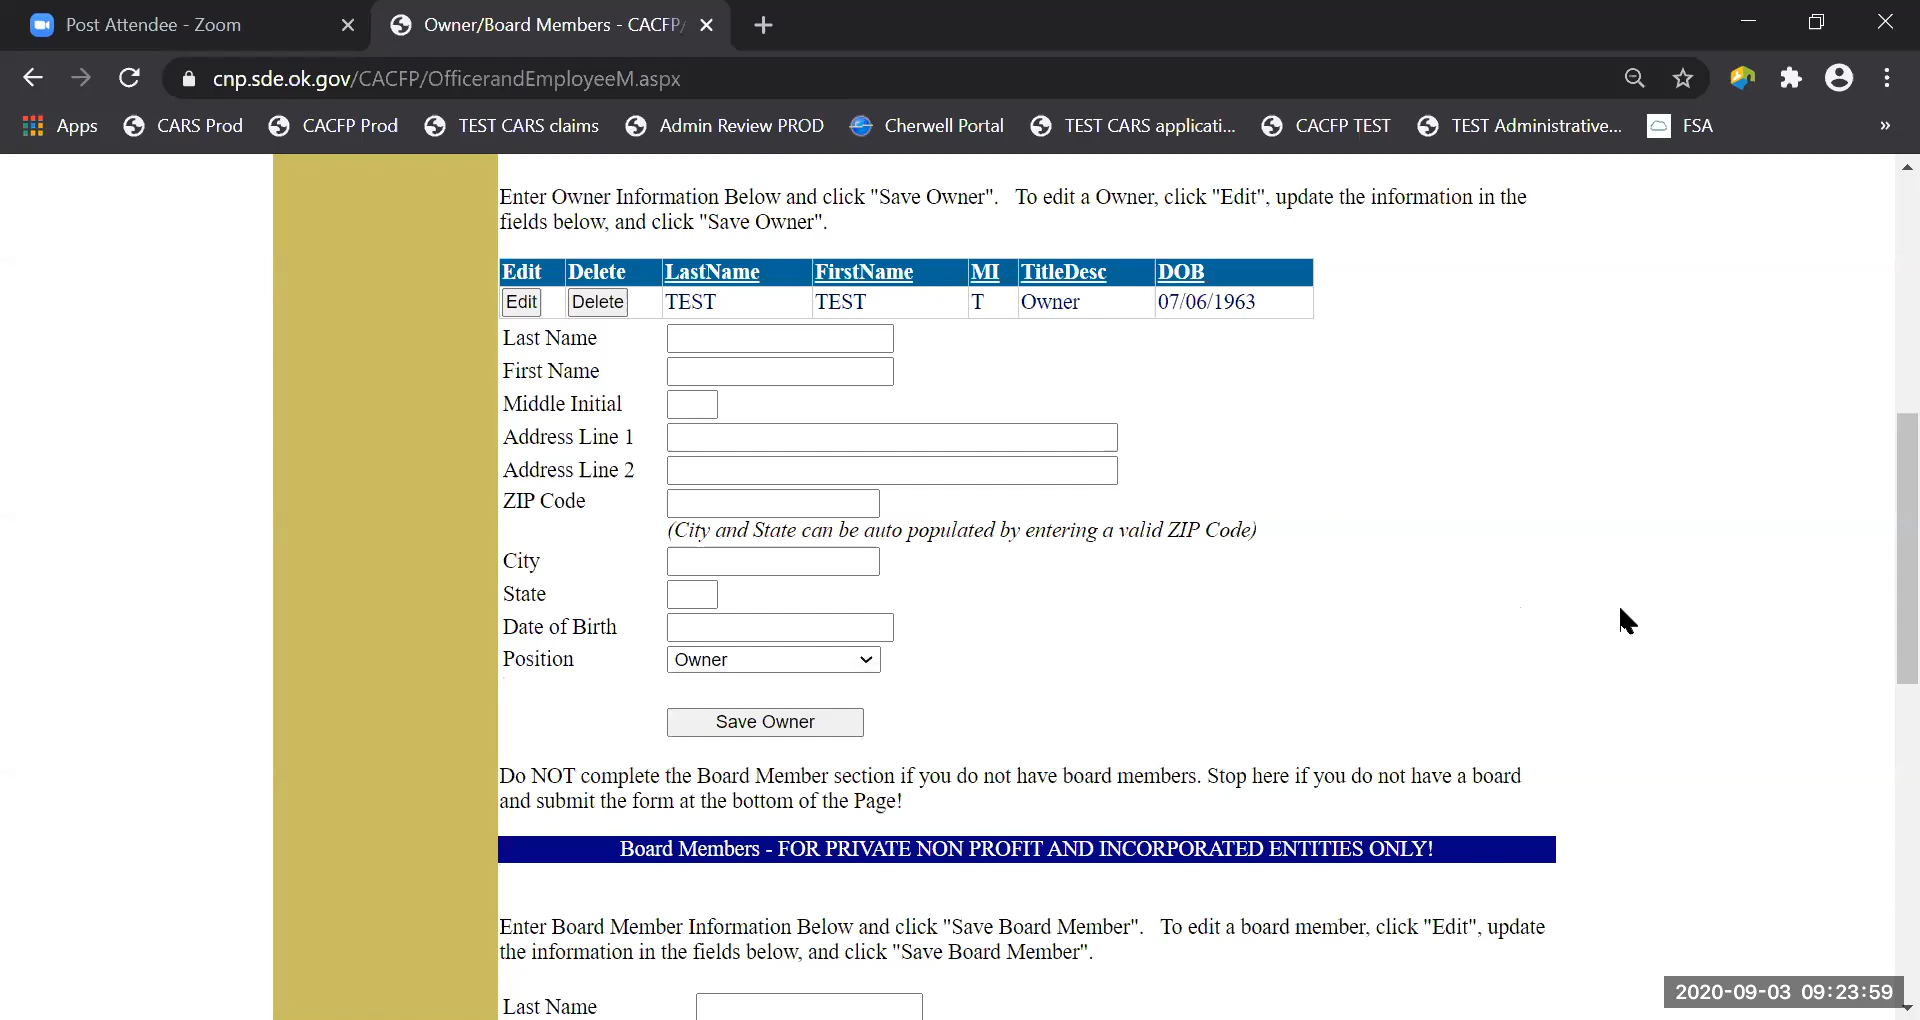 Post Attendee - Zoom
Owner/Board Members - CACFP/
cnp.sde.ok.gov/CACFP/OfficerandEmployeeM.aspx
Apps CARS Prod CACFP Prod TEST CARS claims Admin Review PROD Cherwell Portal TEST CARS applicati... CACFP TEST TEST Administrative... FSA »
Enter Owner Information Below and click "Save Owner". To edit a Owner, click "Edit", update the information in the
fields below, and click "Save Owner".
Edit Delete LastName FirstName MI TitleDesc DOB
Edit Delete TEST TEST T Owner 07/06/1963
Last Name
First Name
Middle Initial
Address Line 1
Address Line 2
ZIP Code
(City and State can be auto populated by entering a valid ZIP Code)
City
State
Date of Birth
Position Owner
Save Owner
Do NOT complete the Board Member section if you do not have board members. Stop here if you do not have a board
and submit the form at the bottom of the Page!
Board Members - FOR PRIVATE NON PROFIT AND INCORPORATED ENTITIES ONLY!
Enter Board Member Information Below and click "Save Board Member". To edit a board member, click "Edit", update
the information in the fields below, and click "Save Board Member".
Last Name
2020-09-03 09:23:59